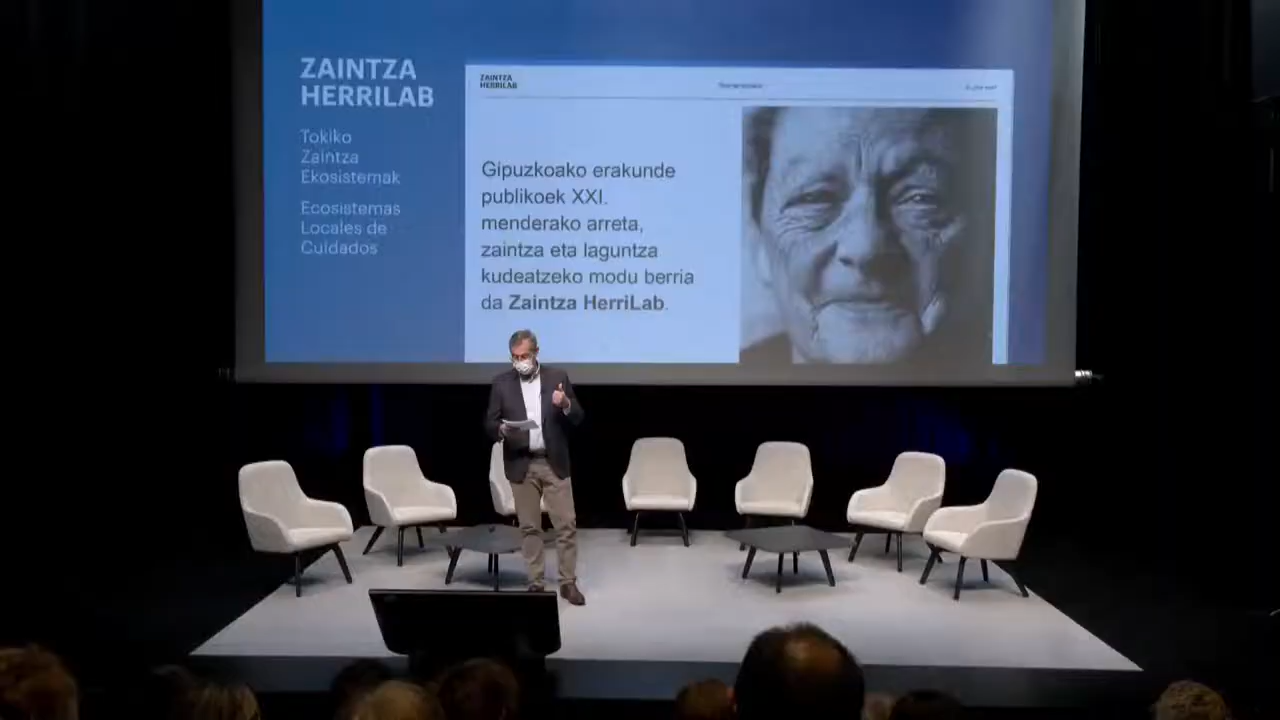 ZAINTZA
HERRILAB
Tokiko
Zaintza
Ekosistemak
Ecosistemas
Locales de
Cuidados
ZAINTZA
HERRILAB
Gipuzkoako erakunde
publikoek XXI.
menderako arreta,
zaintza eta laguntza
kudeatzeko modu berria
da Zaintza HerriLab.